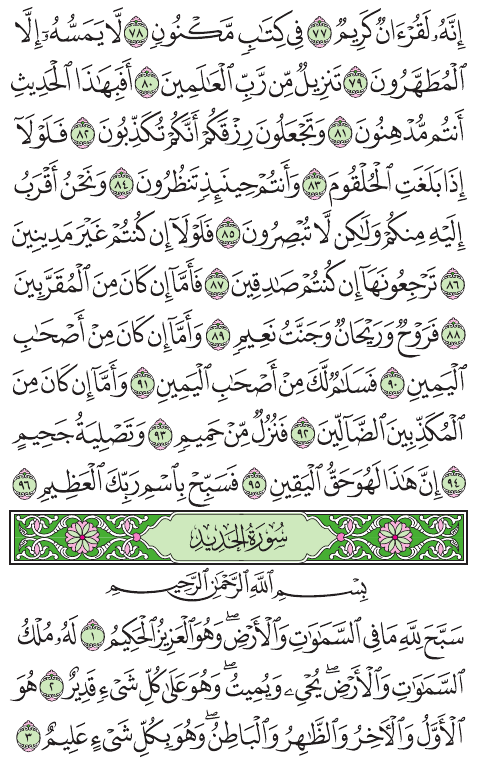 إِنَّهُۥ لَقُرۡءَانٞ كَرِيمٞ ٧٧ فِي كِتَٰبٖ مَّكۡنُونٖ ٧٨ لَّا يَمَسُّهُۥٓ إِلَّا
ٱلۡمُطَهَّرُونَ ٧٩ تَنزِيلٞ مِّن رَّبِّ ٱلۡعَٰلَمِينَ ٨٠ أَفَبِهَٰذَا ٱلۡحَدِيثِ
أَنتُم مُّدۡهِنُونَ ٨١ وَتَجۡعَلُونَ رِزۡقَكُمۡ أَنَّكُمۡ تُكَذِّبُونَ ٨٢ فَلَوۡلَآ
إِذَا بَلَغَتِ ٱلۡحُلۡقُومَ ٨٣ وَأَنتُمۡ حِينَئِذٖ تَنظُرُونَ ٨٤ وَنَحۡنُ أَقۡرَبُ
إِلَيۡهِ مِنكُمۡ وَلَٰكِن لَّا تُبۡصِرُونَ ٨٥ فَلَوۡلَآ إِن كُنتُمۡ غَيۡرَ مَدِينِينَ
٨٦ تَرۡجِعُونَهَآ إِن كُنتُمۡ صَٰدِقِينَ ٨٧ فَأَمَّآ إِن كَانَ مِنَ ٱلۡمُقَرَّبِينَ
٨٨ فَرَوۡحٞ وَرَيۡحَانٞ وَجَنَّتُ نَعِيمٖ ٨٩ وَأَمَّآ إِن كَانَ مِنۡ أَصۡحَٰبِ
ٱلۡيَمِينِ ٩٠ فَسَلَٰمٞ لَّكَ مِنۡ أَصۡحَٰبِ ٱلۡيَمِينِ ٩١ وَأَمَّآ إِن كَانَ مِنَ
ٱلۡمُكَذِّبِينَ ٱلضَّآلِّينَ ٩٢ فَنُزُلٞ مِّنۡ حَمِيمٖ ٩٣ وَتَصۡلِيَةُ جَحِيمٍ
٩٤ إِنَّ هَٰذَا لَهُوَ حَقُّ ٱلۡيَقِينِ ٩٥ فَسَبِّحۡ بِٱسۡمِ رَبِّكَ ٱلۡعَظِيمِ ٩٦
سُورَةُ الحَدِيدِ
بِسۡمِ ٱللَّهِ ٱلرَّحۡمَٰنِ ٱلرَّحِيمِ
سَبَّحَ لِلَّهِ مَا فِي ٱلسَّمَٰوَٰتِ وَٱلۡأَرۡضِۖ وَهُوَ ٱلۡعَزِيزُ ٱلۡحَكِيمُ ١ لَهُۥ مُلۡكُ
ٱلسَّمَٰوَٰتِ وَٱلۡأَرۡضِۖ يُحۡيِۦ وَيُمِيتُۖ وَهُوَ عَلَىٰ كُلِّ شَيۡءٖ قَدِيرٌ ٢ هُوَ
ٱلۡأَوَّلُ وَٱلۡأٓخِرُ وَٱلظَّٰهِرُ وَٱلۡبَاطِنُۖ وَهُوَ بِكُلِّ شَيۡءٍ عَلِيمٌ ٣